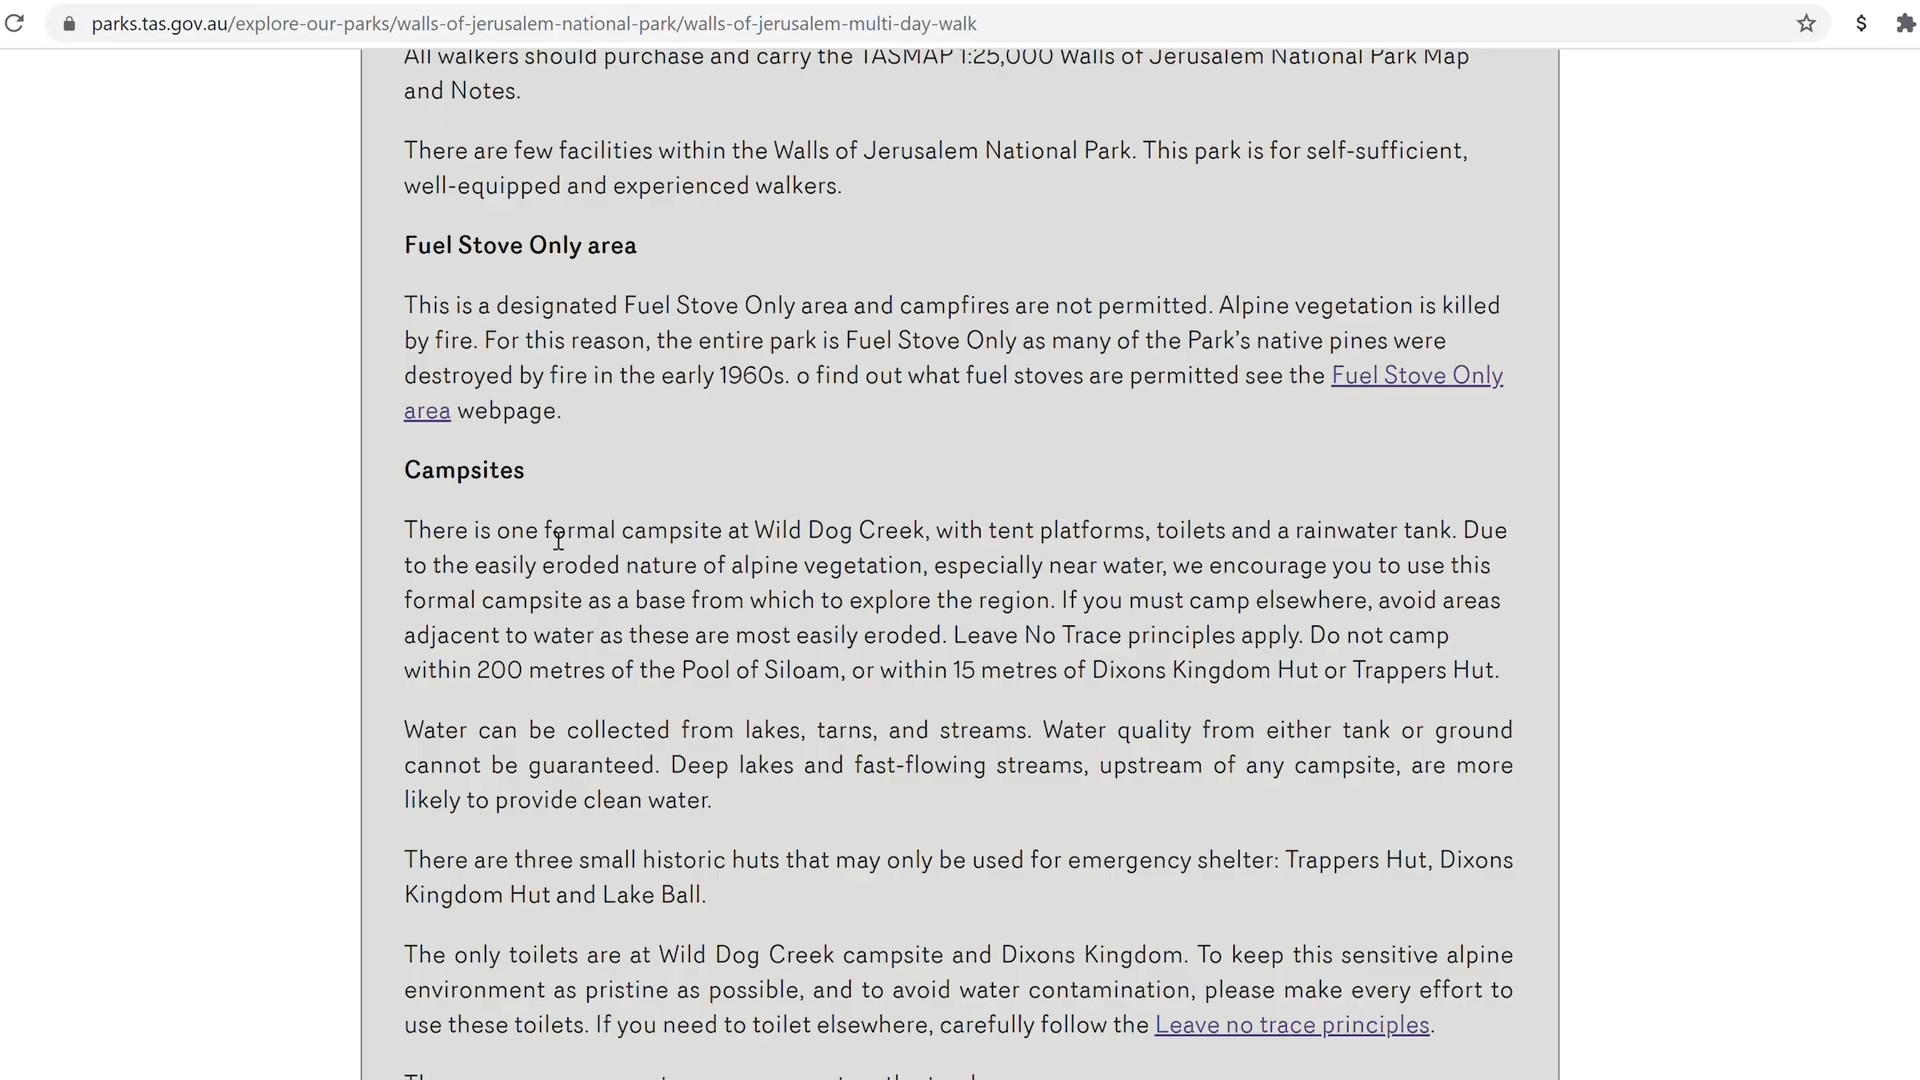 parks.tas.gov.au/explore-our-parks/walls-of-jerusalem-national-park/walls-of-jerusalem-multi-day-walk
$
All walkers should purchase and carry the TASMAP 1:25,000 Walls of Jerusalem National Park Map
and Notes.
There are few facilities within the Walls of Jerusalem National Park. This park is for self-sufficient,
well-equipped and experienced walkers.
Fuel Stove Only area
This is a designated Fuel Stove Only area and campfires are not permitted. Alpine vegetation is killed
by fire. For this reason, the entire park is Fuel Stove Only as many of the Park’s native pines were
destroyed by fire in the early 1960s. o find out what fuel stoves are permitted see the Fuel Stove Only
area webpage.
Campsites
There is one formal campsite at Wild Dog Creek, with tent platforms, toilets and a rainwater tank. Due
to the easily eroded nature of alpine vegetation, especially near water, we encourage you to use this
formal campsite as a base from which to explore the region. If you must camp elsewhere, avoid areas
adjacent to water as these are most easily eroded. Leave No Trace principles apply. Do not camp
within 200 metres of the Pool of Siloam, or within 15 metres of Dixons Kingdom Hut or Trappers Hut.
Water can be collected from lakes, tarns, and streams. Water quality from either tank or ground
cannot be guaranteed. Deep lakes and fast-flowing streams, upstream of any campsite, are more
likely to provide clean water.
There are three small historic huts that may only be used for emergency shelter: Trappers Hut, Dixons
Kingdom Hut and Lake Ball.
The only toilets are at Wild Dog Creek campsite and Dixons Kingdom. To keep this sensitive alpine
environment as pristine as possible, and to avoid water contamination, please make every effort to
use these toilets. If you need to toilet elsewhere, carefully follow the Leave no trace principles.